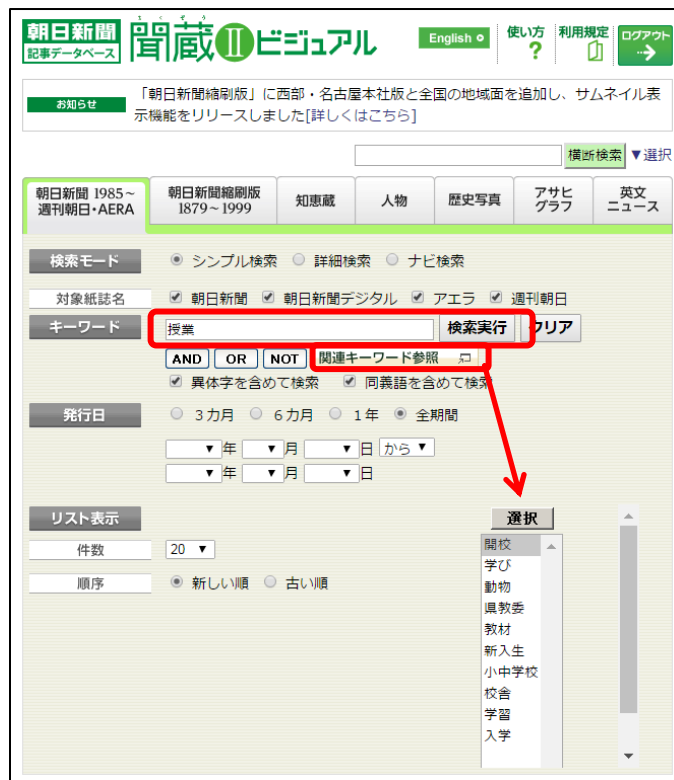 朝日新聞
記事データベース
きくぞう
聞蔵Ⅱビジュアル
English
使い方
?
利用規定
ログアウト
お知らせ
「朝日新聞縮刷版」に西部・名古屋本社版と全国の地域面を追加し、サムネイル表
示機能をリリースしました[詳しくはこちら]
横断検索 ▼選択
朝日新聞 1985~
週刊朝日・AERA
朝日新聞縮刷版
1879~1999
知恵蔵
人物
歴史写真
アサヒ
グラフ
英文
ニュース
検索モード シンプル検索 詳細検索 ナビ検索
対象紙誌名 朝日新聞 朝日新聞デジタル アエラ 週刊朝日
キーワード 授業 検索実行 クリア
AND OR NOT 関連キーワード参照
異体字を含めて検索 同義語を含めて検索
発行日 3カ月 6カ月 1年 全期間
▼ 年 ▼ 月 ▼ 日 から ▼
▼ 年 ▼ 月 ▼ 日
リスト表示
件数 20 ▼
順序 新しい順 古い順
選択
開校
学び
動物
県教委
教材
新入生
小中学校
校舎
学習
入学